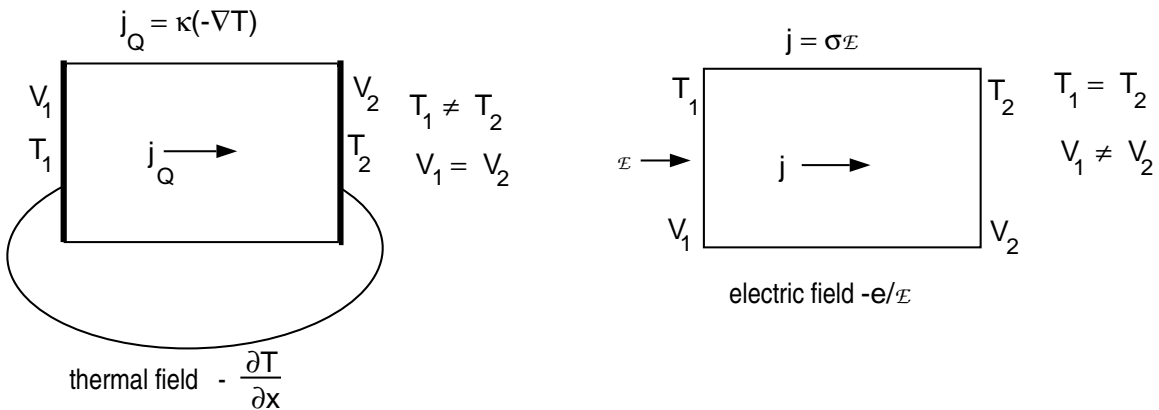 j_Q = κ(-∇T)
V_1
V_2
T_1 ≠ T_2
T_1
j_Q
T_2
V_1 = V_2
thermal field - ∂T/∂x
j = σℰ
T_1
T_2
T_1 = T_2
ℰ
j
V_1 ≠ V_2
V_1
V_2
electric field -e/ℰ